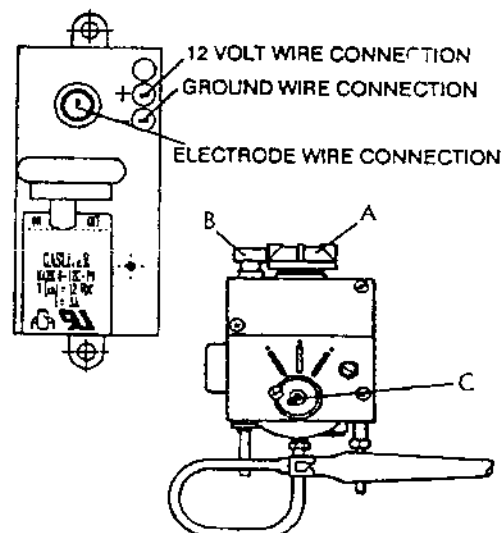 12 VOLT WIRE CONNECTION
+
GROUND WIRE CONNECTION
-
ELECTRODE WIRE CONNECTION
B
A
C